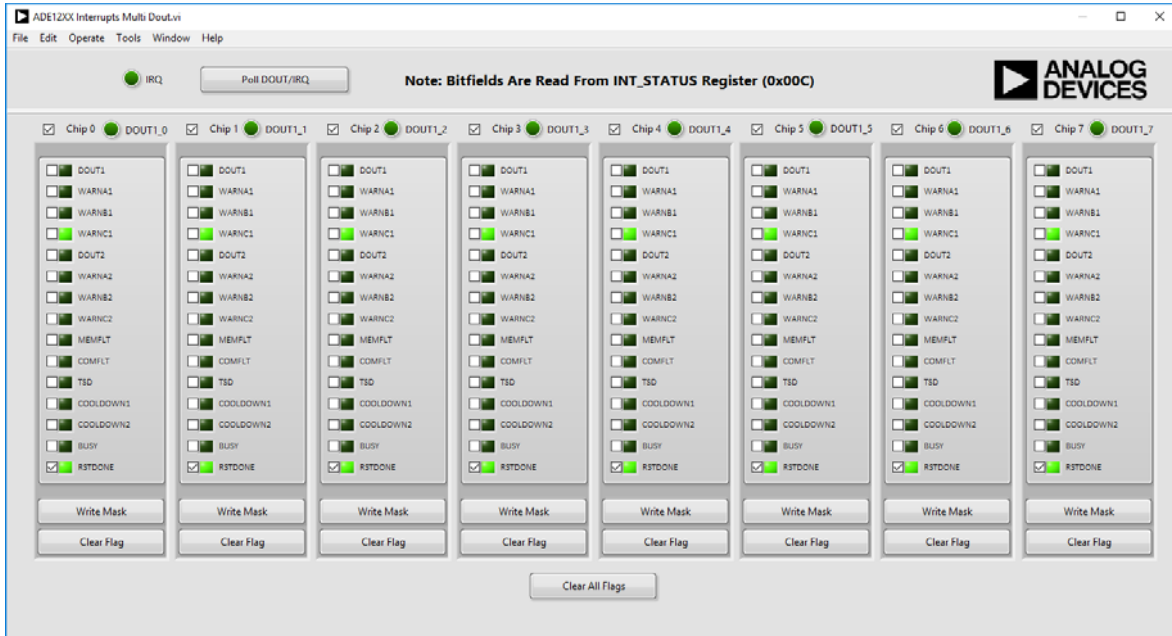 ADE12XX Interrupts Multi Dout.vi
File Edit Operate Tools Window Help
IRQ Poll DOUT/IRQ Note: Bitfields Are Read From INT_STATUS Register (0x00C) ANALOG DEVICES
Chip 0 DOUT1_0 Chip 1 DOUT1_1 Chip 2 DOUT1_2 Chip 3 DOUT1_3 Chip 4 DOUT1_4 Chip 5 DOUT1_5 Chip 6 DOUT1_6 Chip 7 DOUT1_7
DOUT1 DOUT1 DOUT1 DOUT1 DOUT1 DOUT1 DOUT1 DOUT1
WARNA1 WARNA1 WARNA1 WARNA1 WARNA1 WARNA1 WARNA1 WARNA1
WARNB1 WARNB1 WARNB1 WARNB1 WARNB1 WARNB1 WARNB1 WARNB1
WARNC1 WARNC1 WARNC1 WARNC1 WARNC1 WARNC1 WARNC1 WARNC1
DOUT2 DOUT2 DOUT2 DOUT2 DOUT2 DOUT2 DOUT2 DOUT2
WARNA2 WARNA2 WARNA2 WARNA2 WARNA2 WARNA2 WARNA2 WARNA2
WARNB2 WARNB2 WARNB2 WARNB2 WARNB2 WARNB2 WARNB2 WARNB2
WARNC2 WARNC2 WARNC2 WARNC2 WARNC2 WARNC2 WARNC2 WARNC2
MEMFLT MEMFLT MEMFLT MEMFLT MEMFLT MEMFLT MEMFLT MEMFLT
COMFLT COMFLT COMFLT COMFLT COMFLT COMFLT COMFLT COMFLT
TSD TSD TSD TSD TSD TSD TSD TSD
COOLDOWN1 COOLDOWN1 COOLDOWN1 COOLDOWN1 COOLDOWN1 COOLDOWN1 COOLDOWN1 COOLDOWN1
COOLDOWN2 COOLDOWN2 COOLDOWN2 COOLDOWN2 COOLDOWN2 COOLDOWN2 COOLDOWN2 COOLDOWN2
BUSY BUSY BUSY BUSY BUSY BUSY BUSY BUSY
RSTDONE RSTDONE RSTDONE RSTDONE RSTDONE RSTDONE RSTDONE RSTDONE
Write Mask Write Mask Write Mask Write Mask Write Mask Write Mask Write Mask Write Mask
Clear Flag Clear Flag Clear Flag Clear Flag Clear Flag Clear Flag Clear Flag Clear Flag
Clear All Flags